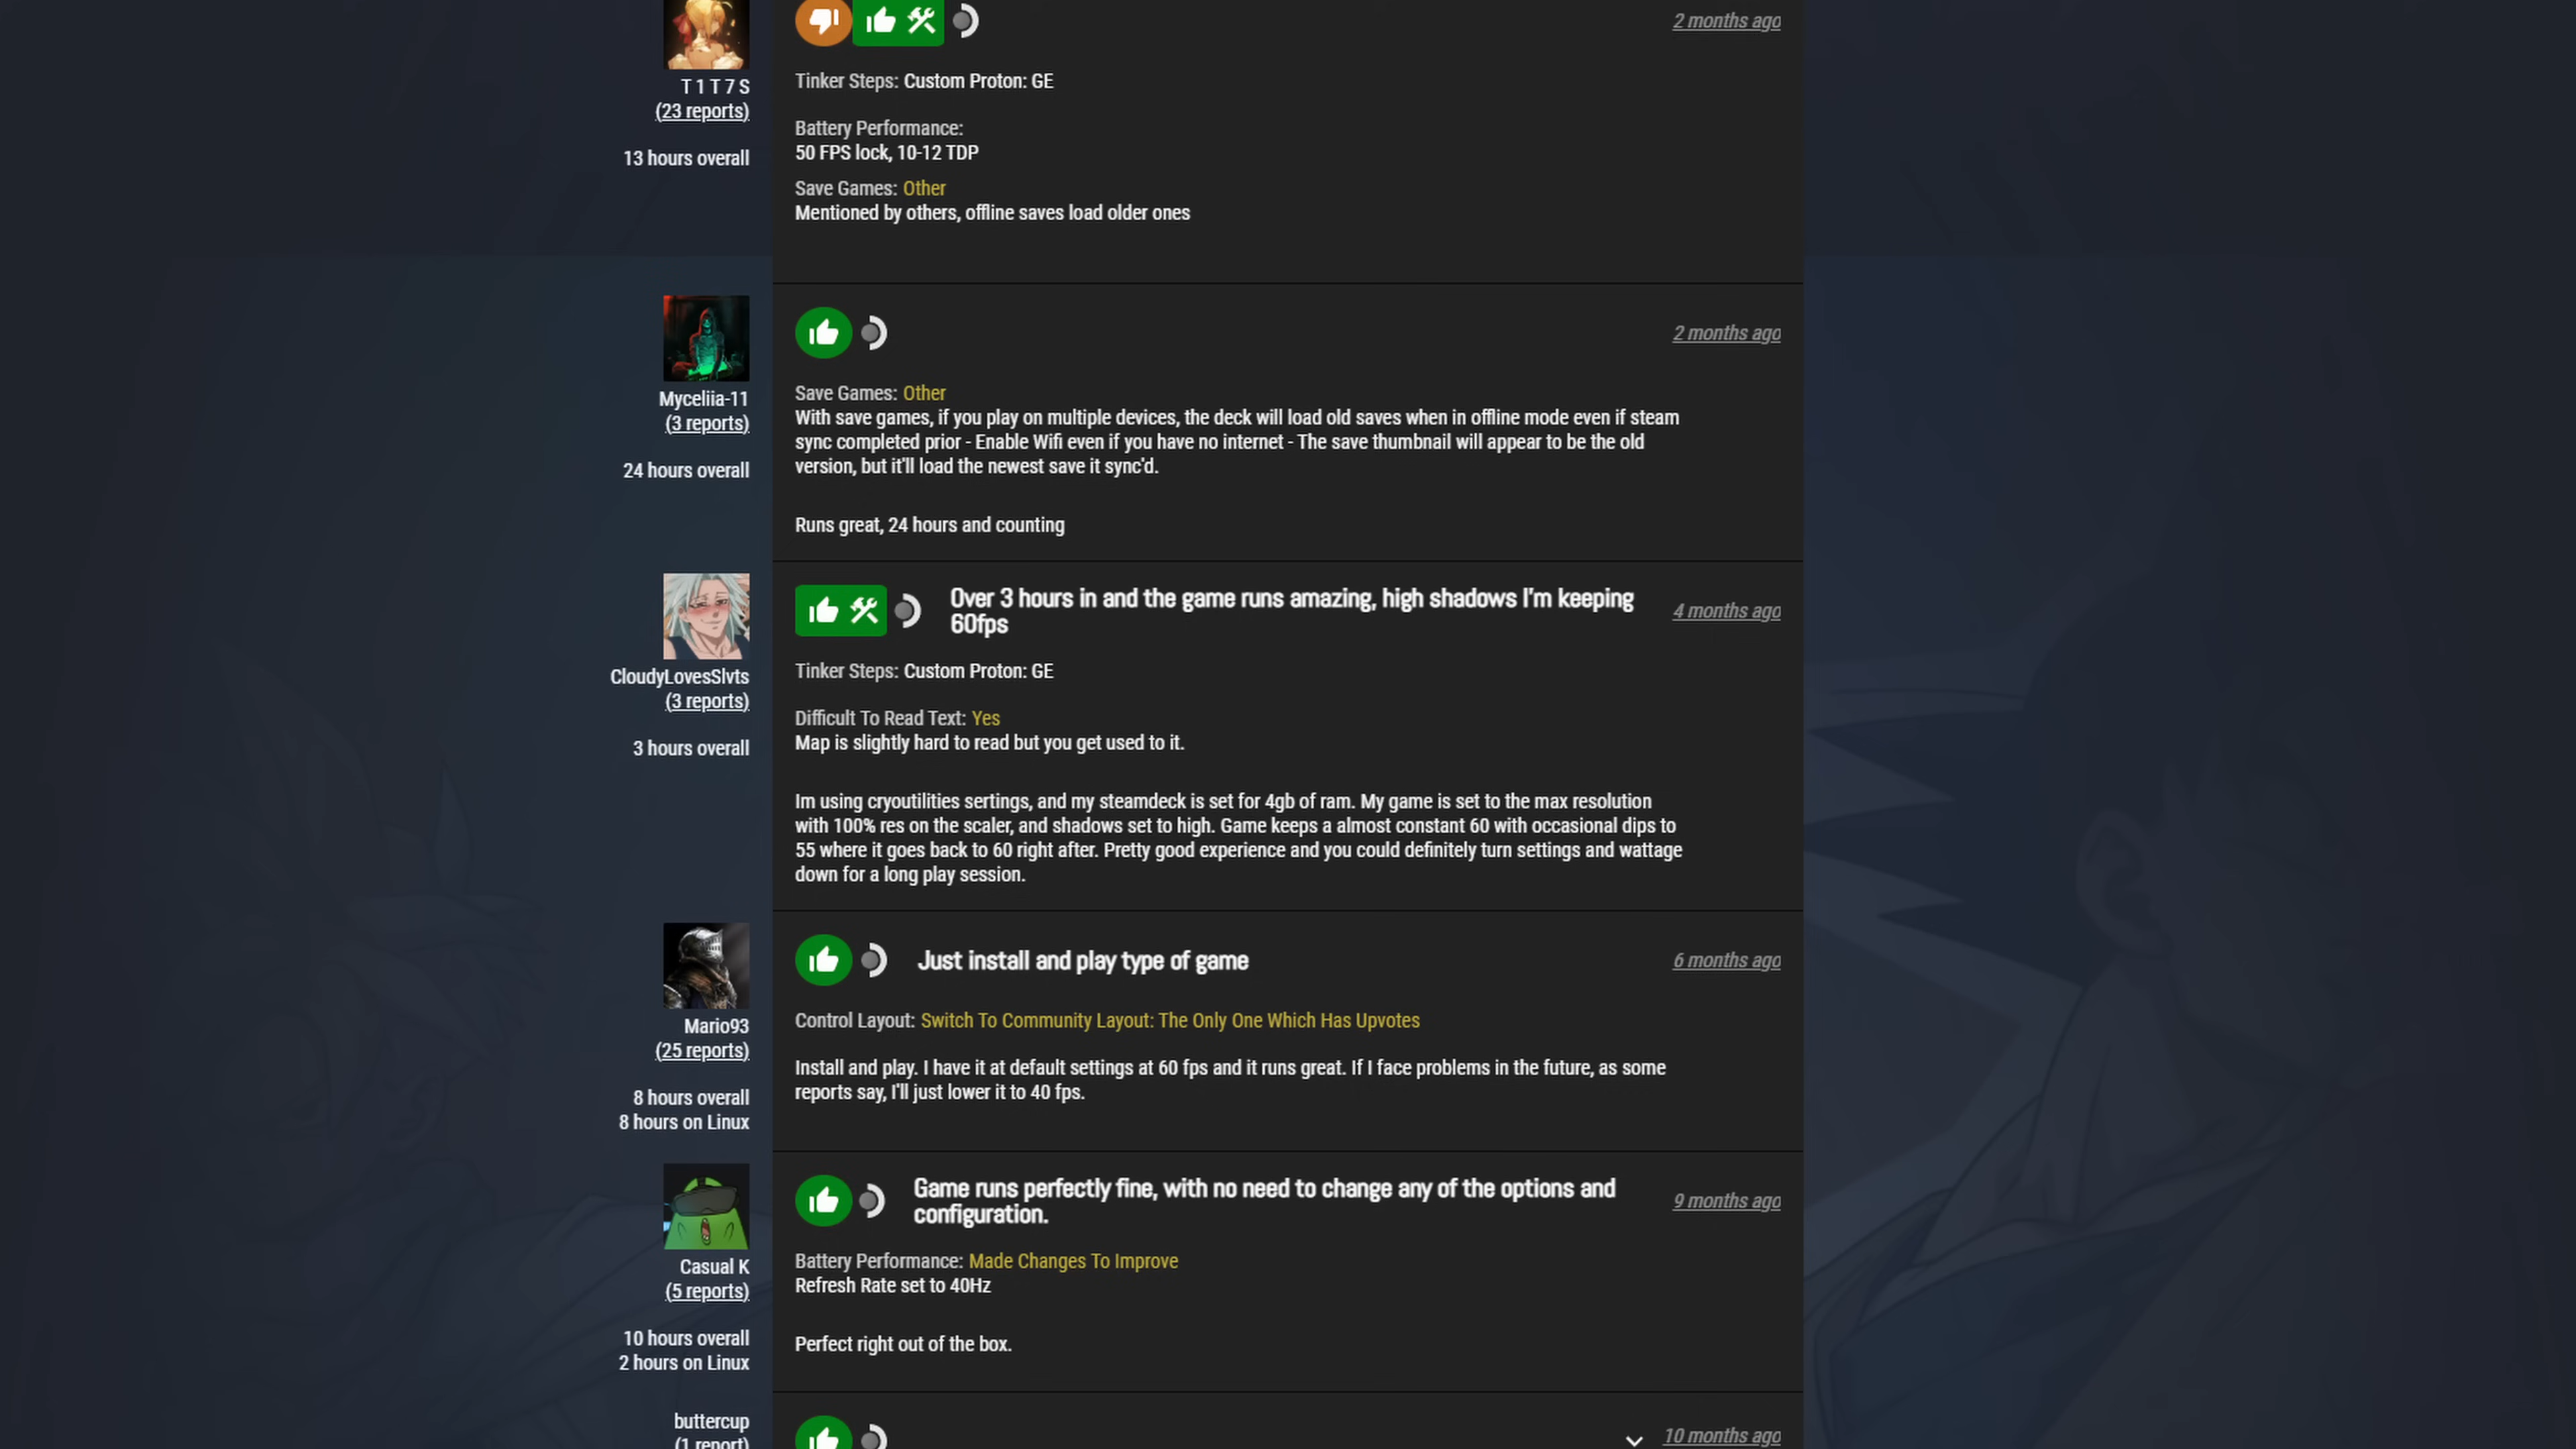 2 months ago
T 1 T 7 S
(23 reports)
13 hours overall
Tinker Steps: Custom Proton: GE
Battery Performance:
50 FPS lock, 10-12 TDP
Save Games: Other
Mentioned by others, offline saves load older ones
Myceliia-11
(3 reports)
24 hours overall
2 months ago
Save Games: Other
With save games, if you play on multiple devices, the deck will load old saves when in offline mode even if steam
sync completed prior - Enable Wifi even if you have no internet - The save thumbnail will appear to be the old
version, but it'll load the newest save it sync'd.
Runs great, 24 hours and counting
CloudyLovesSlvts
(3 reports)
3 hours overall
Over 3 hours in and the game runs amazing, high shadows I'm keeping
60fps
4 months ago
Tinker Steps: Custom Proton: GE
Difficult To Read Text: Yes
Map is slightly hard to read but you get used to it.
Im using cryoutilities sertings, and my steamdeck is set for 4gb of ram. My game is set to the max resolution
with 100% res on the scaler, and shadows set to high. Game keeps a almost constant 60 with occasional dips to
55 where it goes back to 60 right after. Pretty good experience and you could definitely turn settings and wattage
down for a long play session.
Mario93
(25 reports)
8 hours overall
8 hours on Linux
Just install and play type of game
6 months ago
Control Layout: Switch To Community Layout: The Only One Which Has Upvotes
Install and play. I have it at default settings at 60 fps and it runs great. If I face problems in the future, as some
reports say, I'll just lower it to 40 fps.
Casual K
(5 reports)
10 hours overall
2 hours on Linux
Game runs perfectly fine, with no need to change any of the options and
configuration.
9 months ago
Battery Performance: Made Changes To Improve
Refresh Rate set to 40Hz
Perfect right out of the box.
buttercup
(1 report)
10 months ago